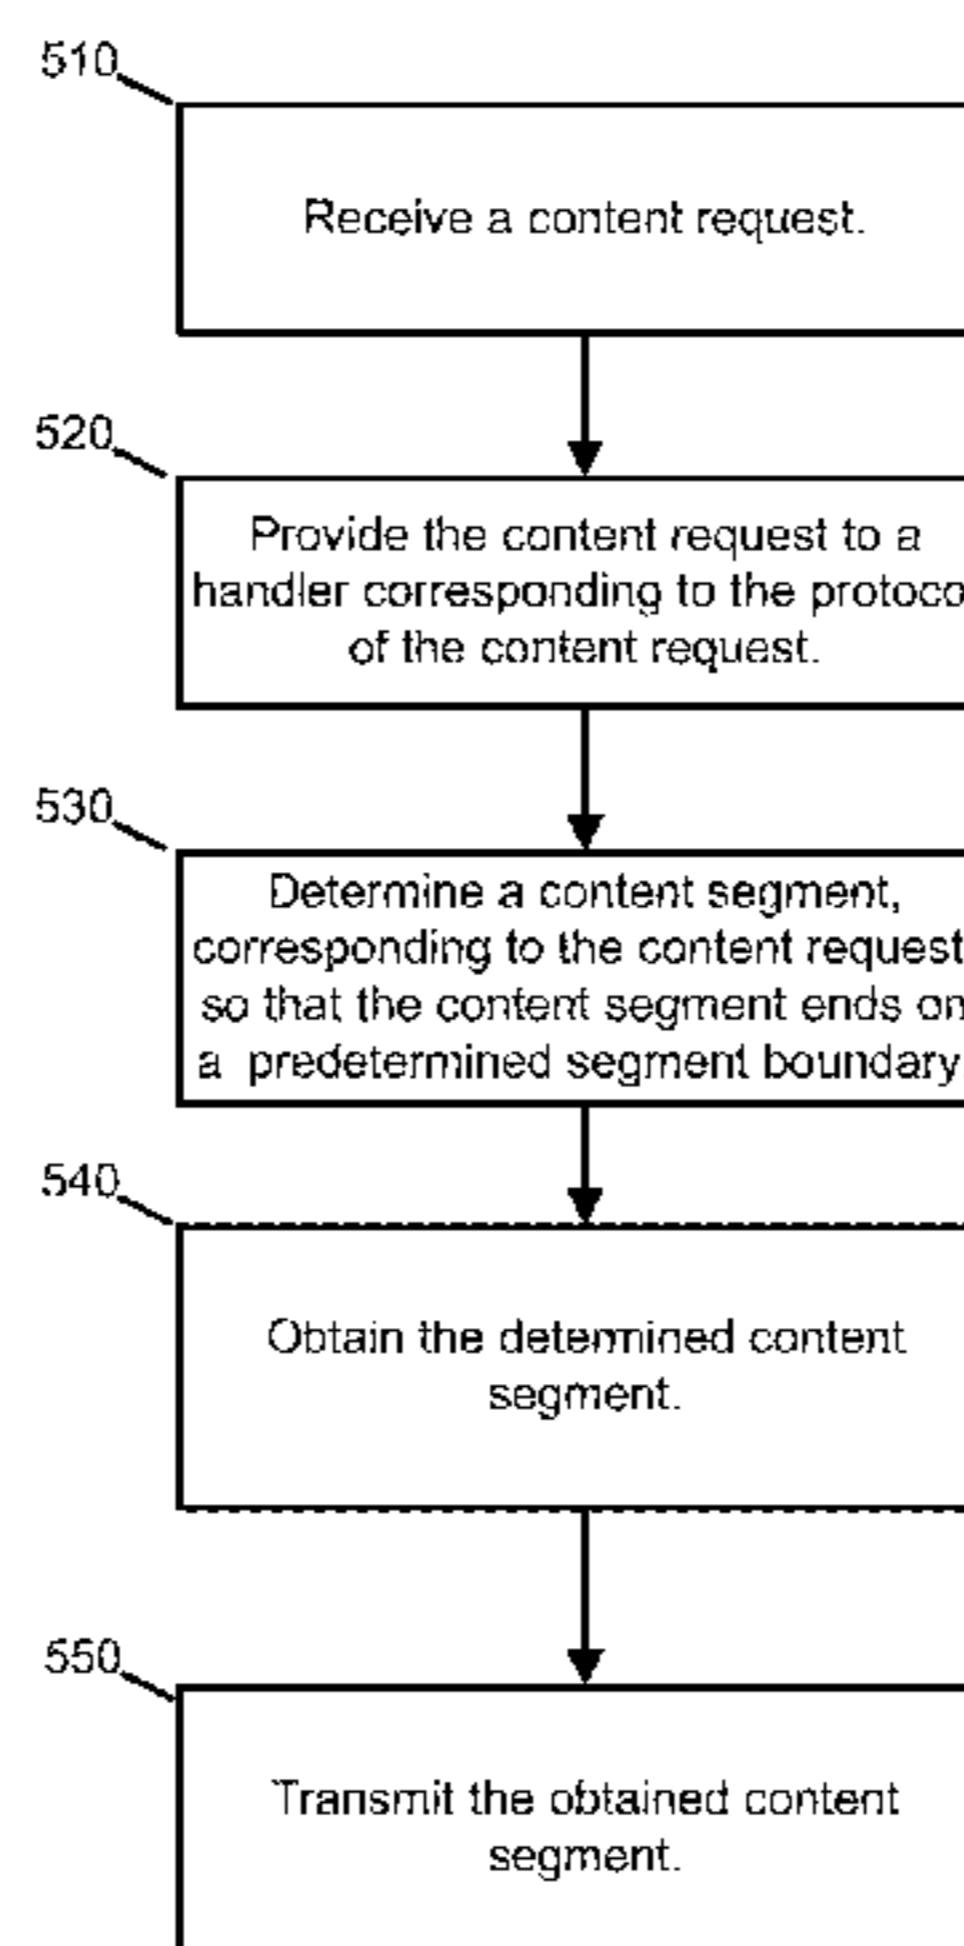 510
Receive a content request.
520
Provide the content request to a
handler corresponding to the protoco
of the content request.
530
Determine a content segment,
corresponding to the content request
so that the content segment ends on
a predetermined segment boundary.
540
Obtain the determined content
segment.
550
Transmit the obtained content
segment.